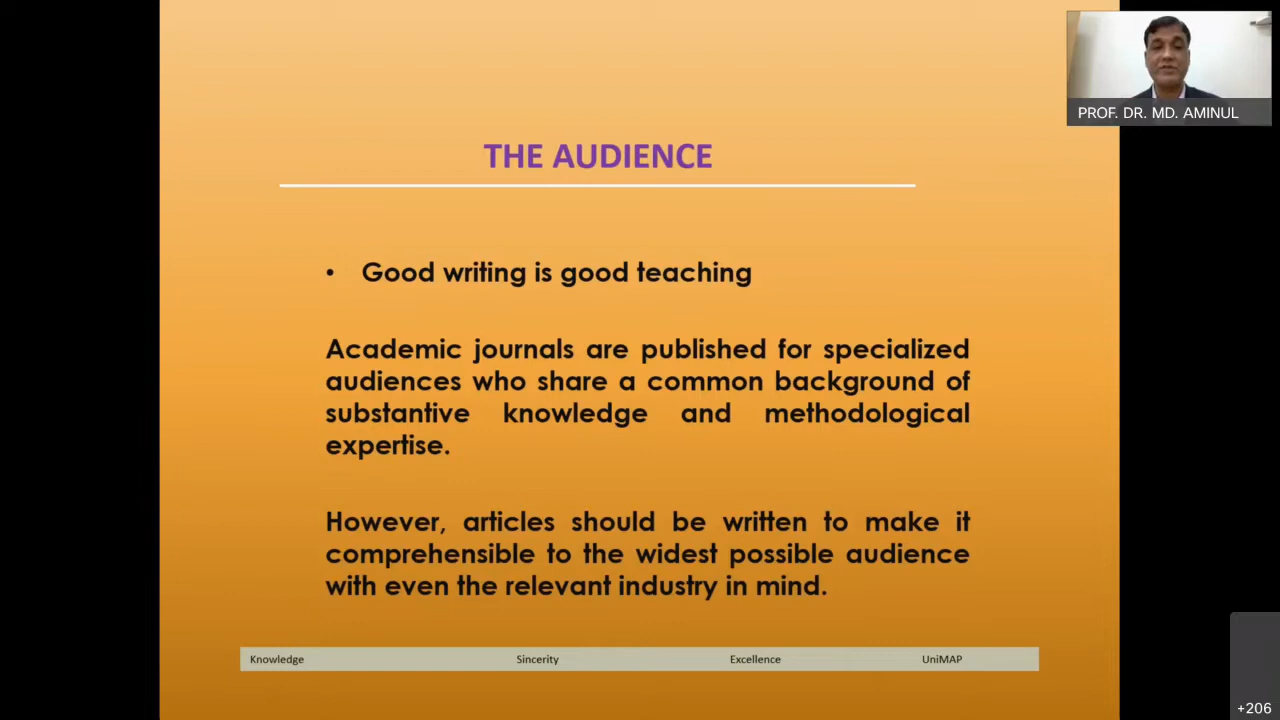 PROF. DR. MD. AMINUL
THE AUDIENCE
• Good writing is good teaching
Academic journals are published for specialized
audiences who share a common background of
substantive knowledge and methodological
expertise.
However, articles should be written to make it
comprehensible to the widest possible audience
with even the relevant industry in mind.
Knowledge Sincerity Excellence UniMAP
+206